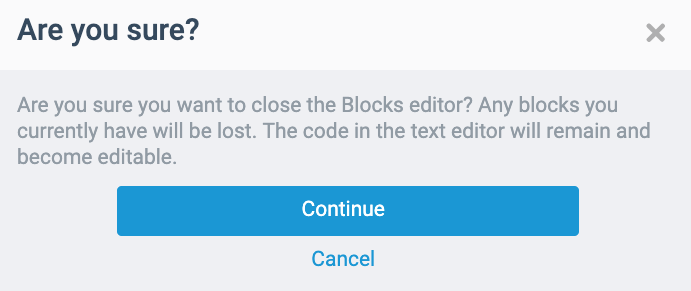 Are you sure?
Are you sure you want to close the Blocks editor? Any blocks you
currently have will be lost. The code in the text editor will remain and
become editable.
Continue
Cancel